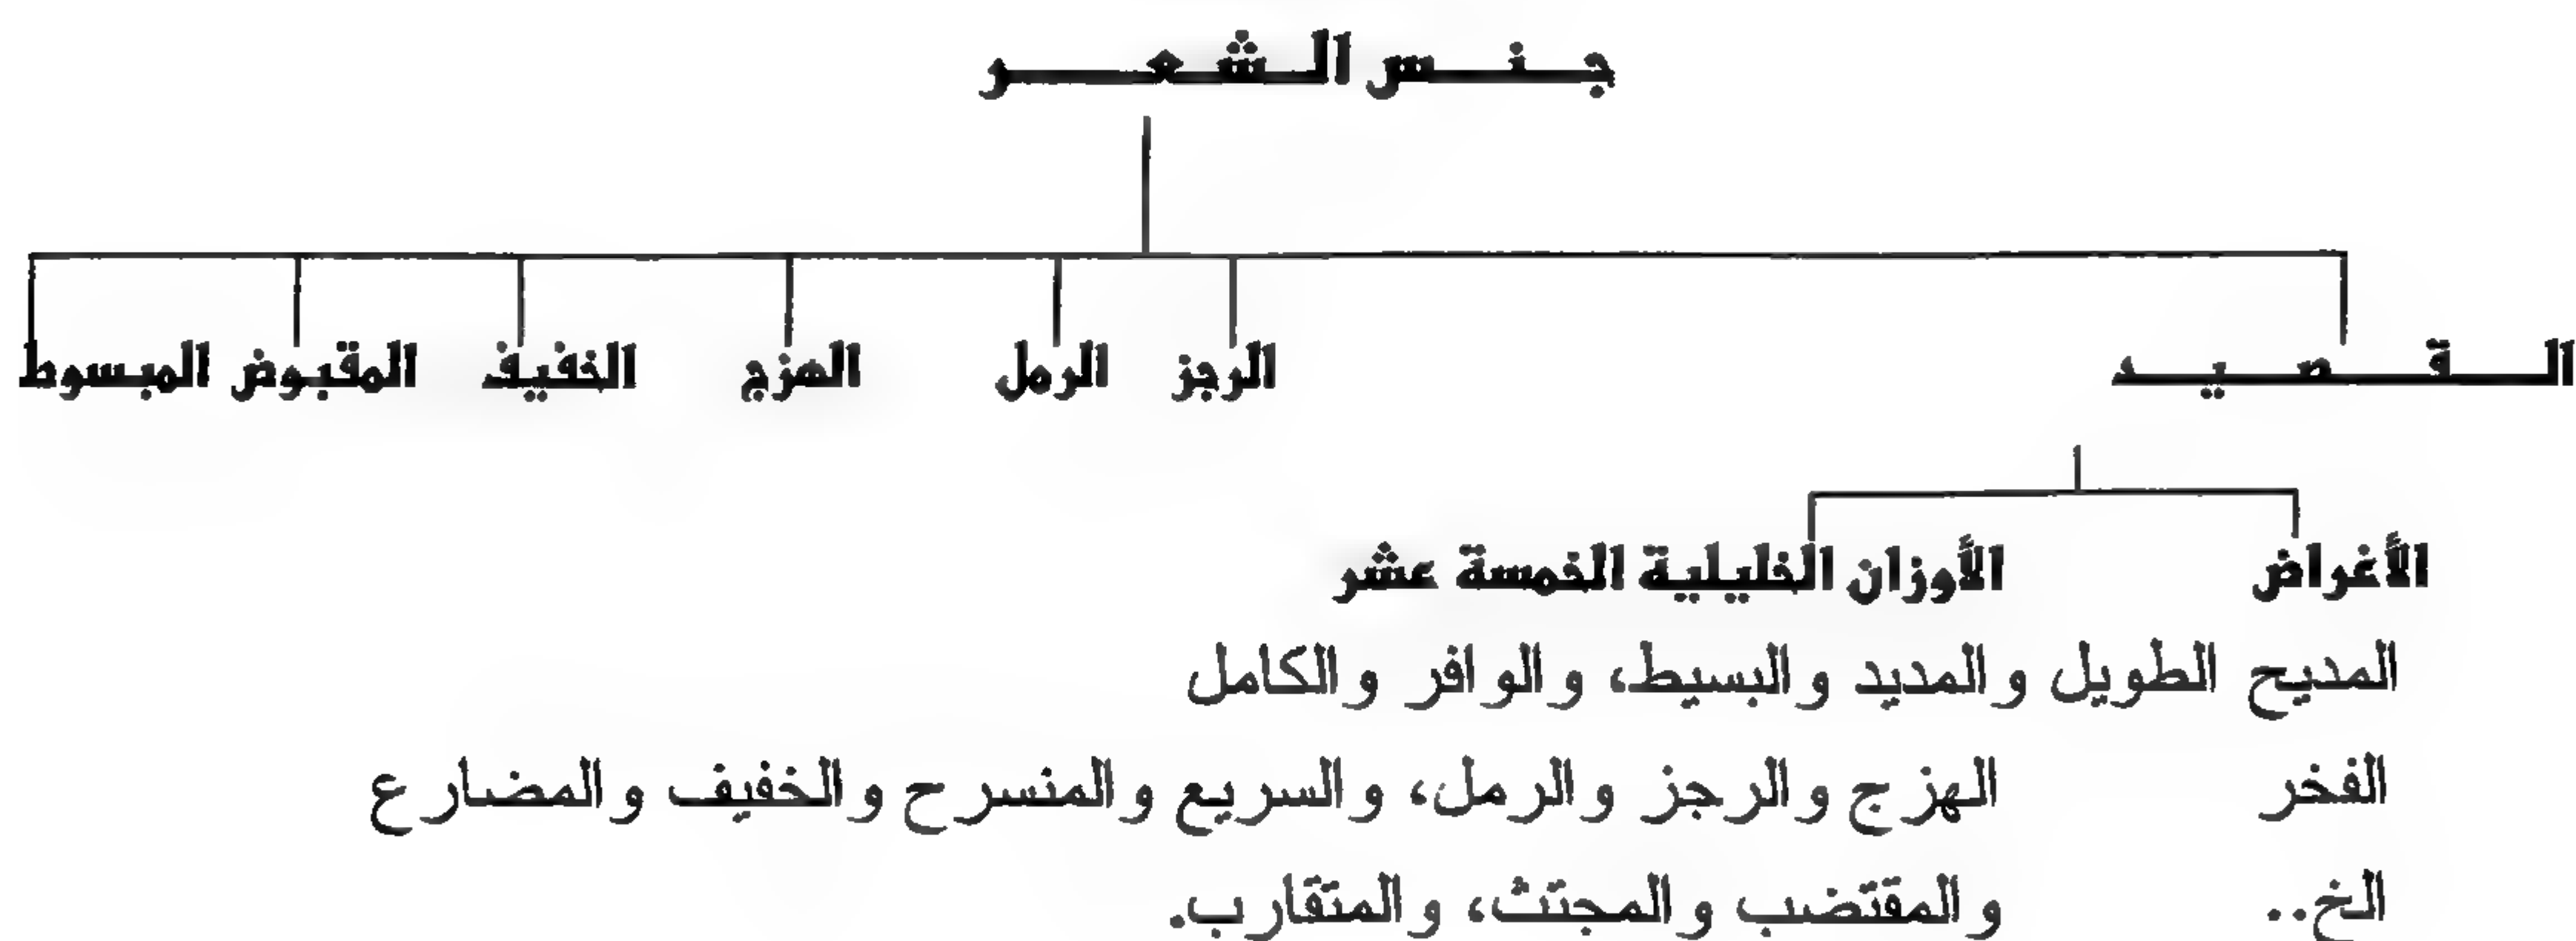 جنس الشعر
القصيد الرجز الرمل الهزج الخفيف المقبوض المبسوط
الأغراض الأوزان الخليلية الخمسة عشر
المديح الطويل والمديد والبسيط، والوافر والكامل
الفخر الهزج والرجز والرمل، والسريع والمنسرح والخفيف والمضارع
الخ.. والمقتضب والمجتث، والمتقارب.